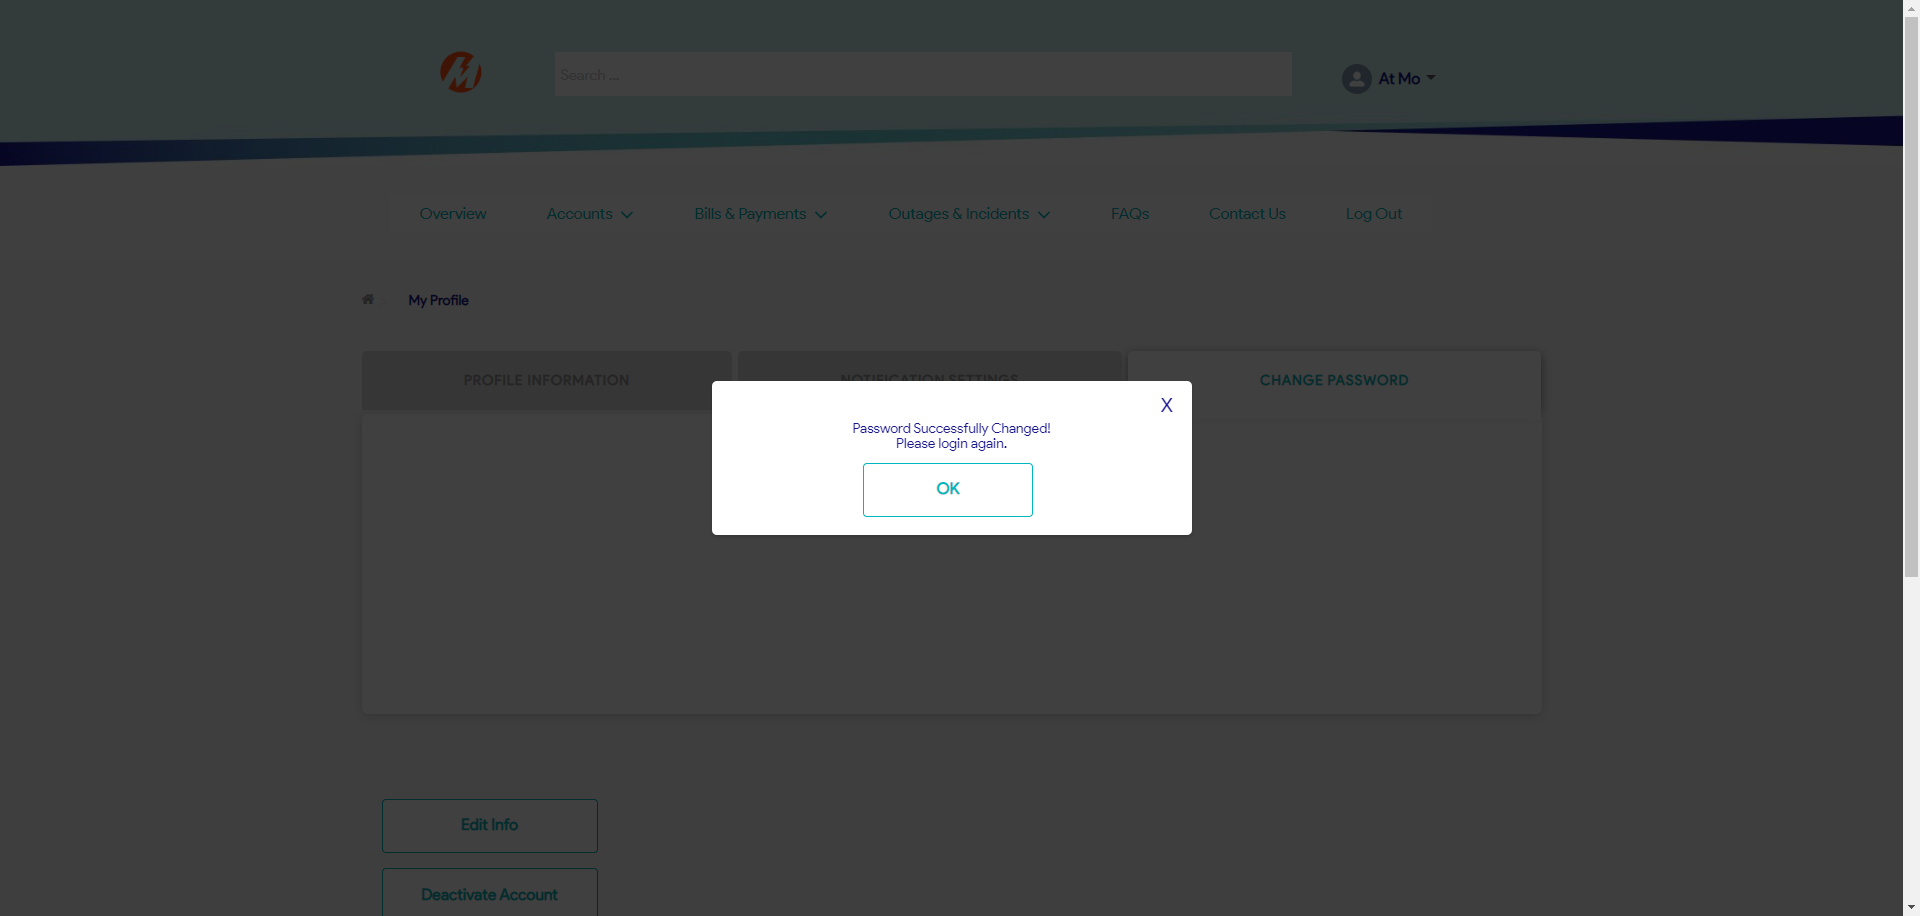 Search ...
At Mo
Overview
Accounts
Bills & Payments
Outages & Incidents
FAQs
Contact Us
Log Out
My Profile
PROFILE INFORMATION
NOTIFICATION SETTINGS
CHANGE PASSWORD
X
Password Successfully Changed!
Please login again.
OK
Edit Info
Deactivate Account